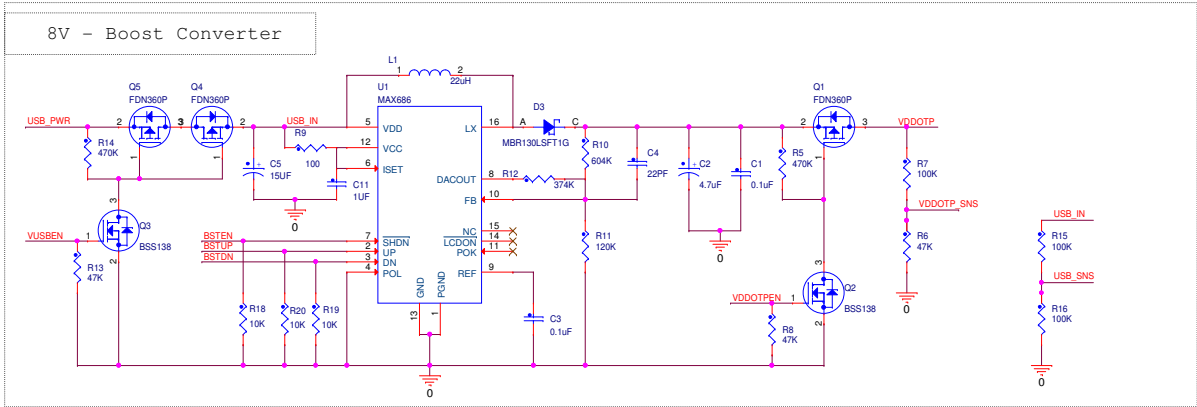 8V - Boost Converter
L1
1
2
22uH
Q5
FDN360P
Q4
FDN360P
U1
MAX686
D3
A
C
MBR130LSFT1G
Q1
FDN360P
USB_PWR
2
3
3
2
USB_IN
5
VDD
LX
16
2
3
VDDOTP
R14
470K
1
1
R9
100
12
VCC
6
ISET
C5
15UF
C11
1UF
0
DACOUT
8
R12
374K
FB
10
R10
604K
C4
22PF
C2
4.7uF
C1
0.1uF
R5
470K
1
R7
100K
VDDOTP_SNS
R6
47K
0
0
3
Q3
BSS138
VUSBEN
1
2
R13
47K
BSTEN
7
SHDN
BSTUP
2
UP
BSTDN
3
DN
4
POL
NC
15
LCDON
14
POK
11
REF
9
GND
PGND
13
1
R11
120K
R18
10K
R20
10K
R19
10K
C3
0.1uF
0
3
Q2
BSS138
VDDOTPEN
1
2
R8
47K
USB_IN
R15
100K
USB_SNS
R16
100K
0